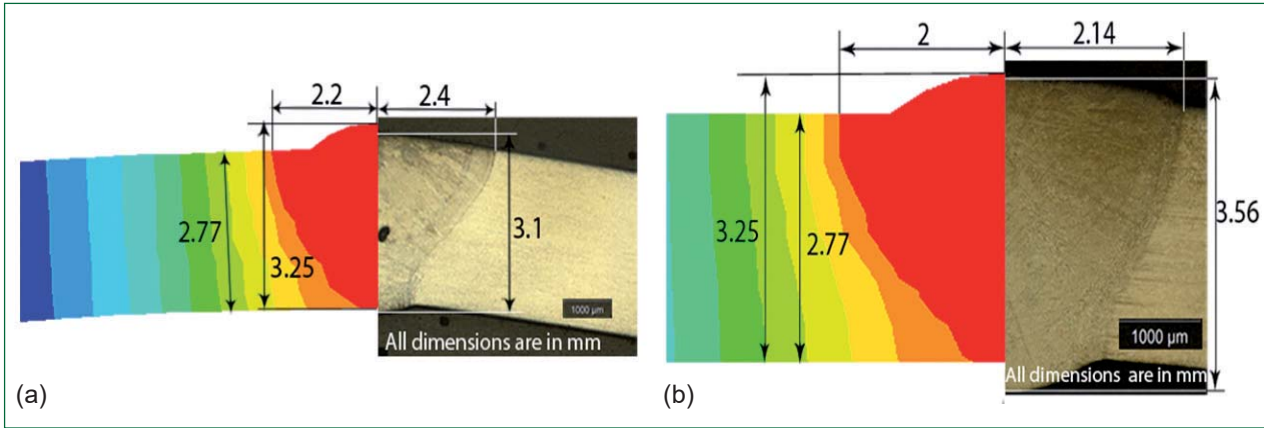 2.2
2.4
2.77
3.25
3.1
1000 µm
All dimensions are in mm
(a)
2
2.14
3.25
2.77
3.56
1000 µm
All dimensions are in mm
(b)